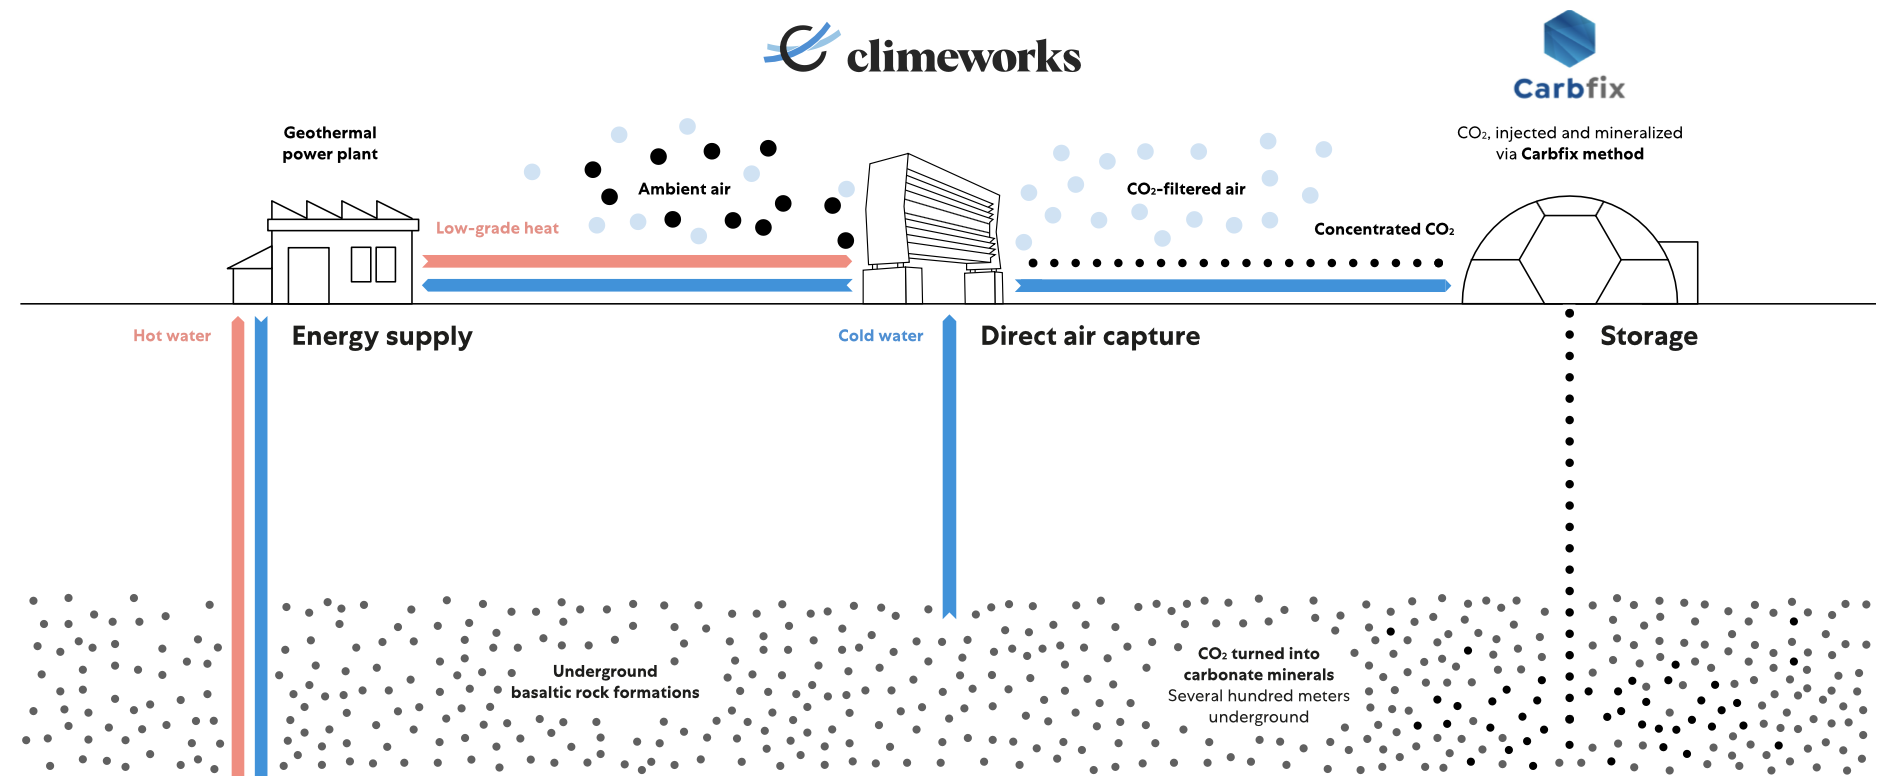 climeworks
Carbfix
Geothermal
power plant
CO₂, injected and mineralized
via Carbfix method
Ambient air
CO₂-filtered air
Low-grade heat
Concentrated CO₂
Hot water
Energy supply
Cold water
Direct air capture
Storage
Underground
basaltic rock formations
CO₂ turned into
carbonate minerals
Several hundred meters
underground